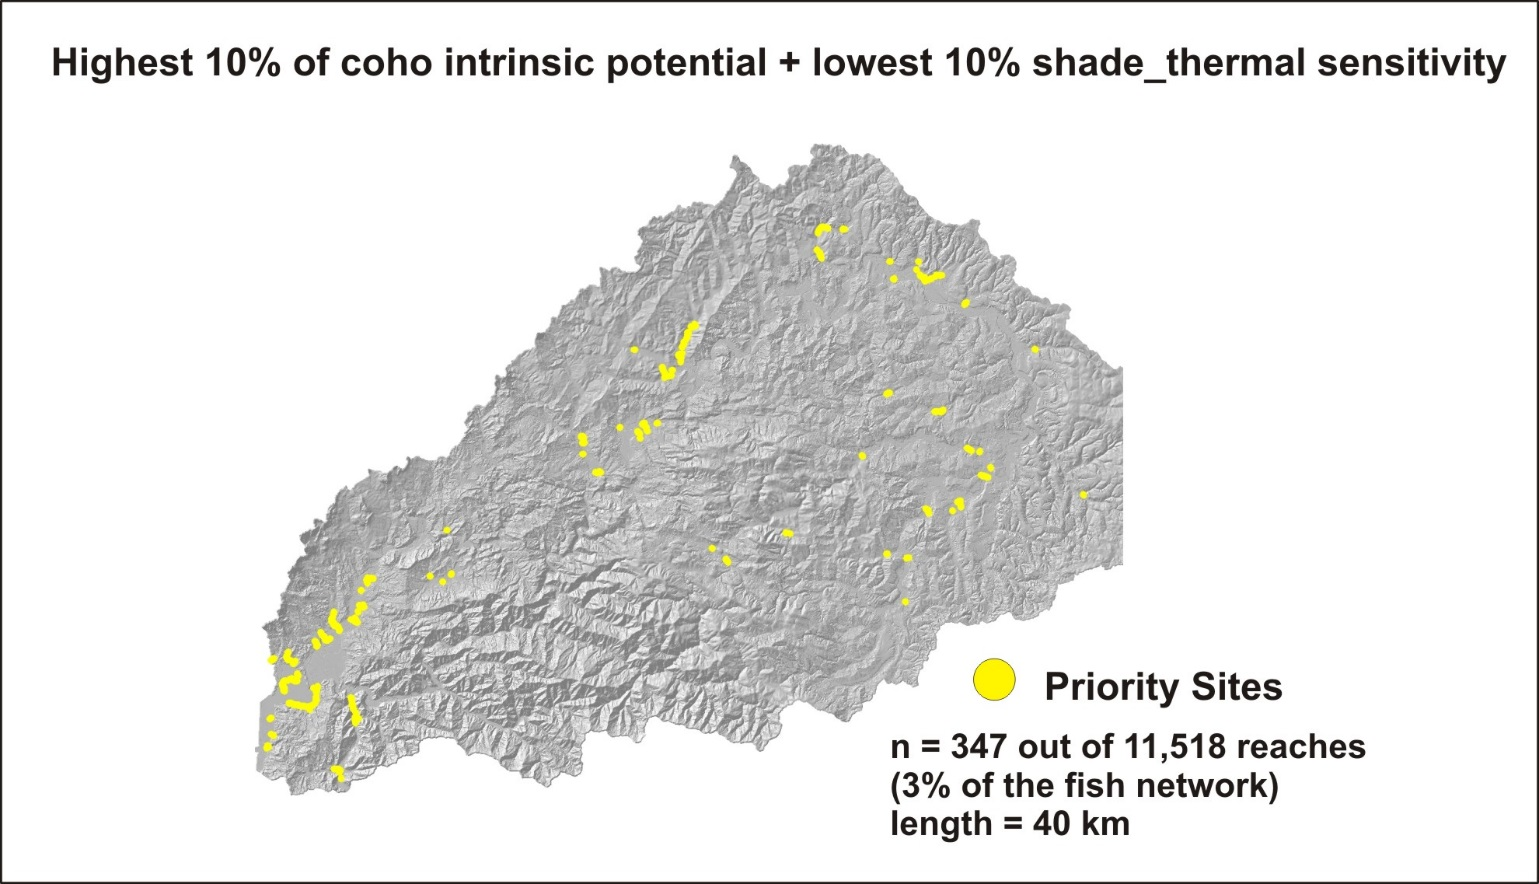 Highest 10% of coho intrinsic potential + lowest 10% shade_thermal sensitivity
Priority Sites
n = 347 out of 11,518 reaches
(3% of the fish network)
length = 40 km